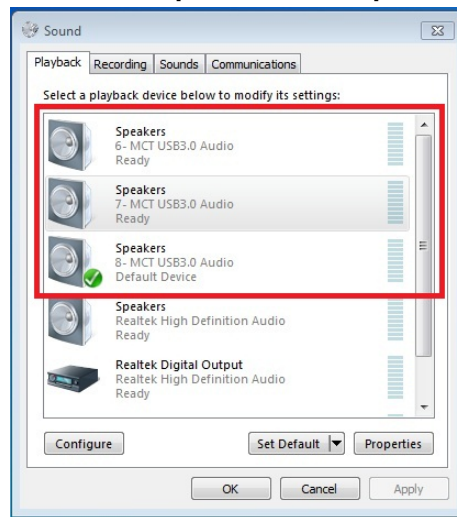 Sound
Playback Recording Sounds Communications
Select a playback device below to modify its settings:
Speakers
6- MCT USB3.0 Audio
Ready
Speakers
7- MCT USB3.0 Audio
Ready
Speakers
8- MCT USB3.0 Audio
Default Device
Speakers
Realtek High Definition Audio
Ready
Realtek Digital Output
Realtek High Definition Audio
Ready
Configure Set Default Properties
OK Cancel Apply